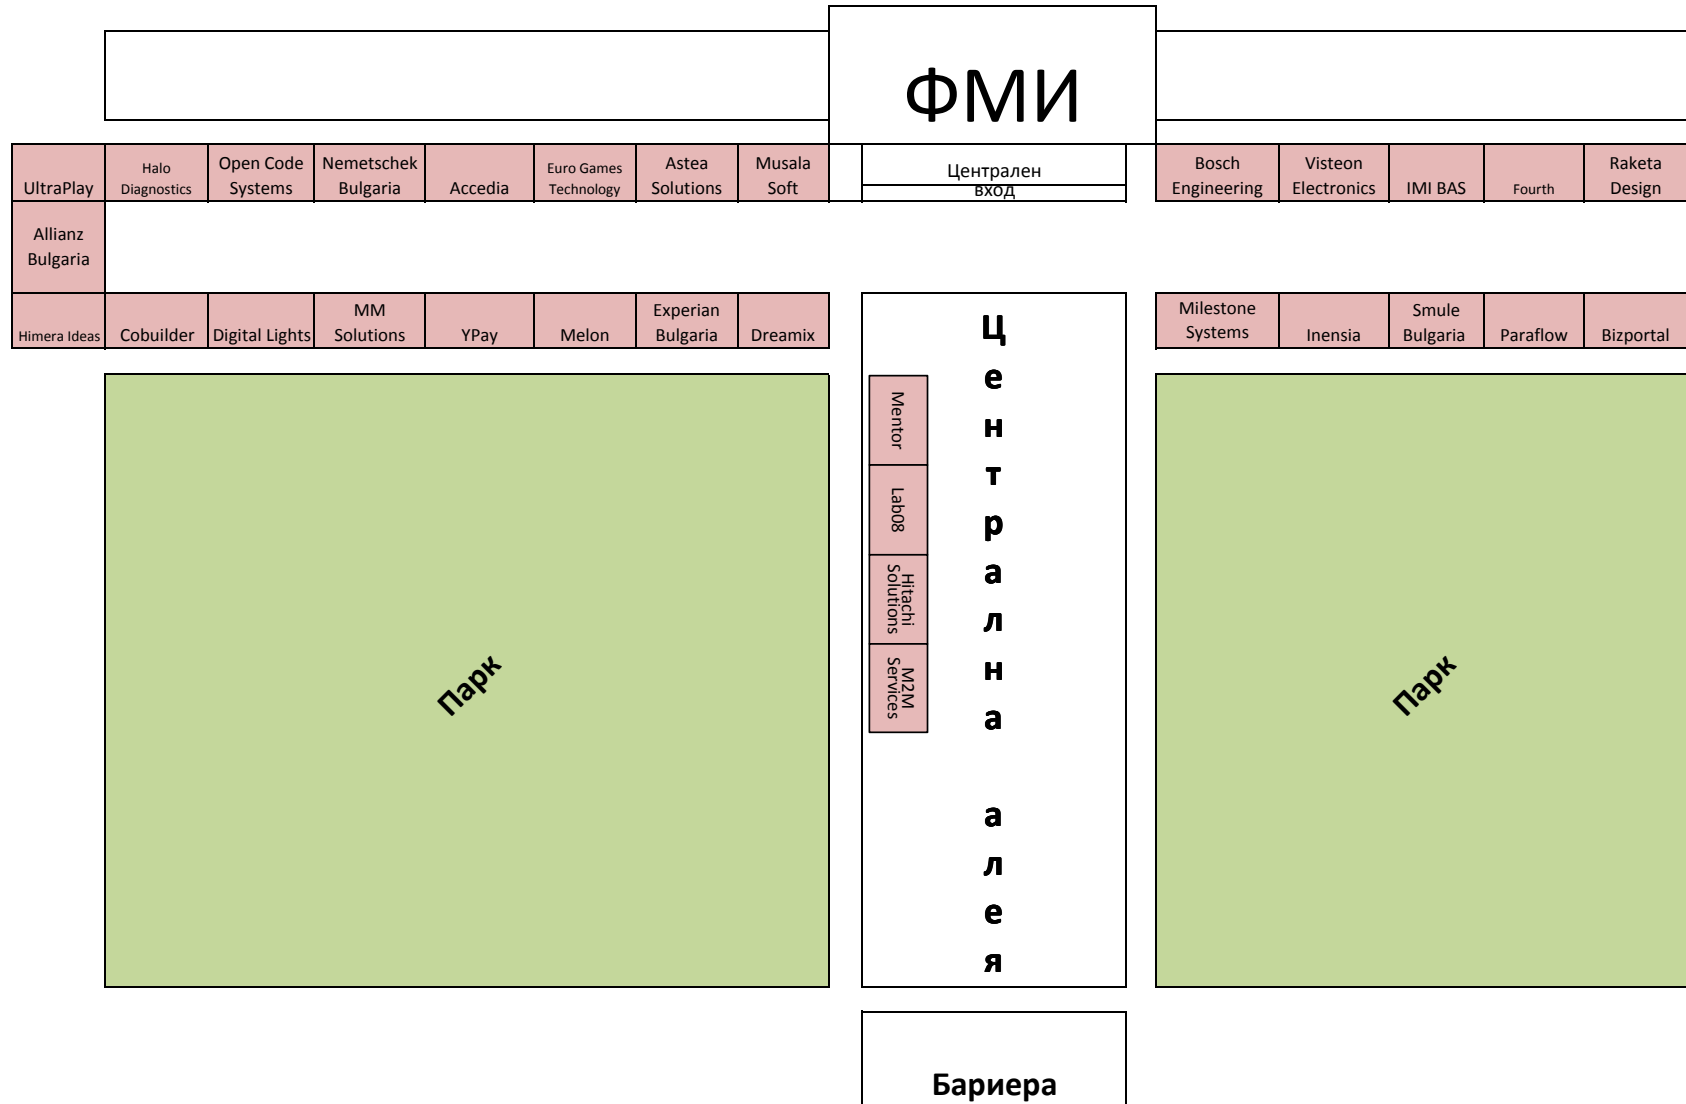 ФМИ
UltraPlay
Halo
Diagnostics
Open Code
Systems
Nemetschek
Bulgaria
Accedia
Euro Games
Technology
Astea
Solutions
Musala
Soft
Централен
вход
Bosch
Engineering
Visteon
Electronics
IMI BAS
Fourth
Raketa
Design
Allianz
Bulgaria
Himera Ideas
Cobuilder
Digital Lights
MM
Solutions
YPay
Melon
Experian
Bulgaria
Dreamix
Milestone
Systems
Inensia
Smule
Bulgaria
Paraflow
Bizportal
Централна алея
Mentor
Lab08
Hitachi
Solutions
M2M
Services
Парк
Парк
Бариера